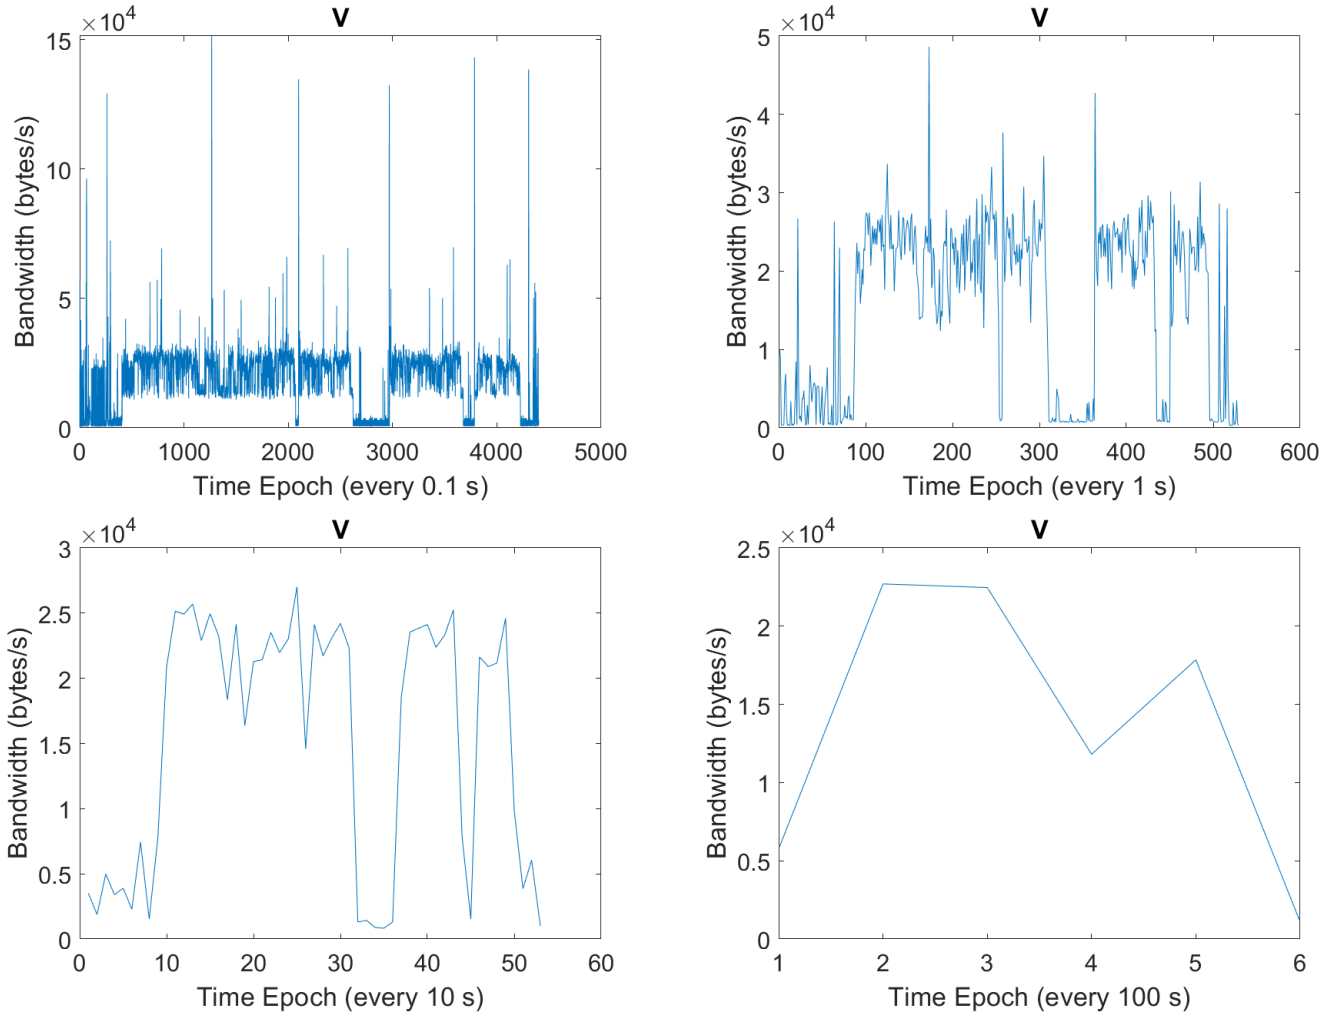 V
×10⁴
15
10
5
0
Bandwidth (bytes/s)
0 1000 2000 3000 4000 5000
Time Epoch (every 0.1 s)
V
×10⁴
5
4
3
2
1
0
Bandwidth (bytes/s)
0 100 200 300 400 500 600
Time Epoch (every 1 s)
V
×10⁴
3
2.5
2
1.5
1
0.5
0
Bandwidth (bytes/s)
0 10 20 30 40 50 60
Time Epoch (every 10 s)
V
×10⁴
2.5
2
1.5
1
0.5
0
Bandwidth (bytes/s)
1 2 3 4 5 6
Time Epoch (every 100 s)